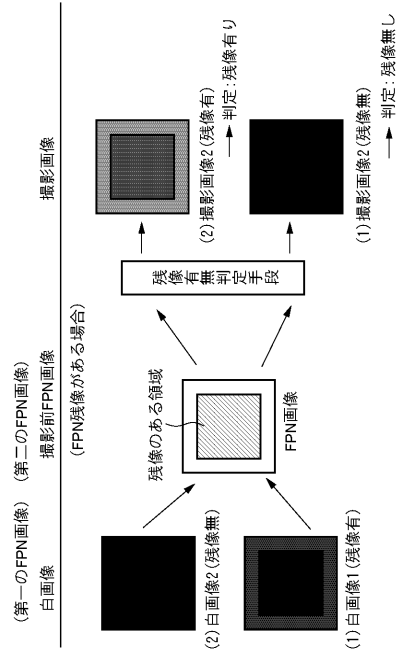 (第一のFPN画像)
白画像
(第二のFPN画像)
撮影前FPN画像
撮影画像
(FPN残像がある場合)
(2) 白画像2(残像無)
(1) 白画像1(残像有)
残像のある領域
FPN画像
残像有無判定手段
(2) 撮影画像2(残像有)
判定:残像有り
(1) 撮影画像2(残像無)
判定:残像無し